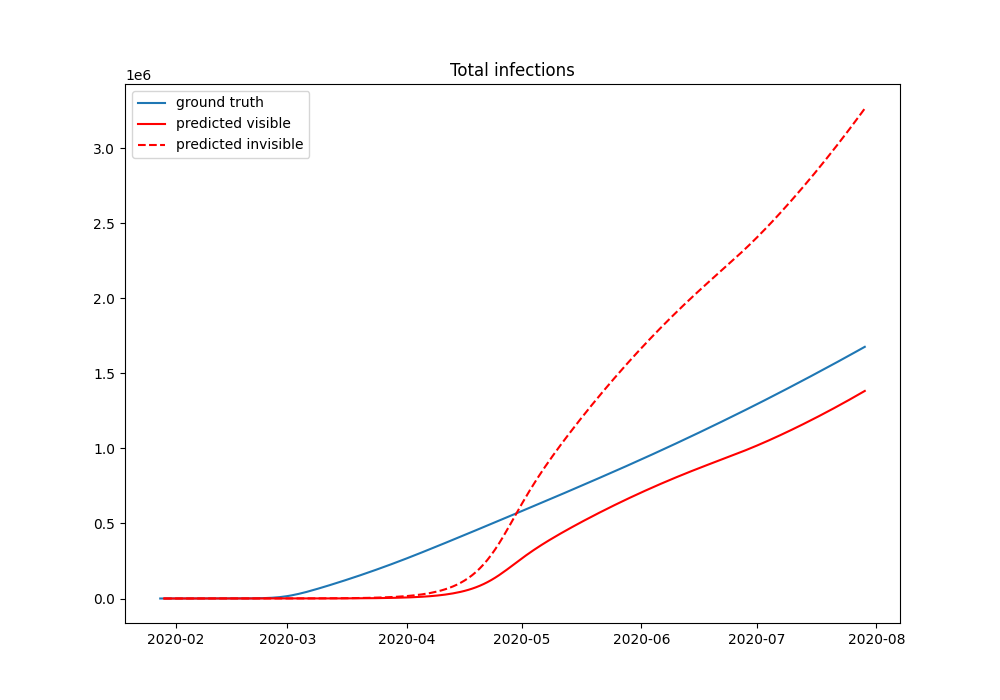 Total infections
1e6
ground truth
predicted visible
predicted invisible
3.0
2.5
2.0
1.5
1.0
0.5
0.0
2020-02 2020-03 2020-04 2020-05 2020-06 2020-07 2020-08